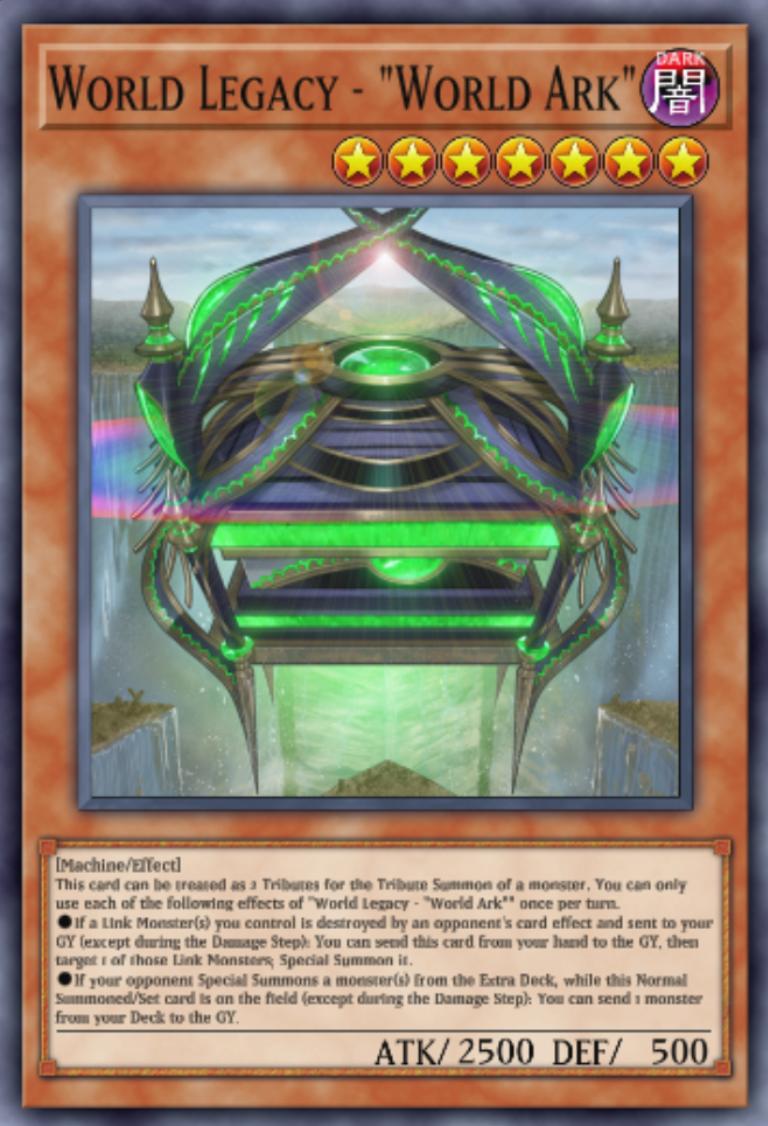 World Legacy - "World Ark"
DARK
闇
[Machine/Effect]
This card can be treated as 2 Tributes for the Tribute Summon of a monster. You can only
use each of the following effects of "World Legacy - "World Ark"" once per turn.
●If a Link Monster(s) you control is destroyed by an opponent's card effect and sent to your
GY (except during the Damage Step): You can send this card from your hand to the GY, then
target 1 of those Link Monsters; Special Summon it.
●If your opponent Special Summons a monster(s) from the Extra Deck, while this Normal
Summoned/Set card is on the field (except during the Damage Step): You can send 1 monster
from your Deck to the GY.
ATK/ 2500 DEF/ 500